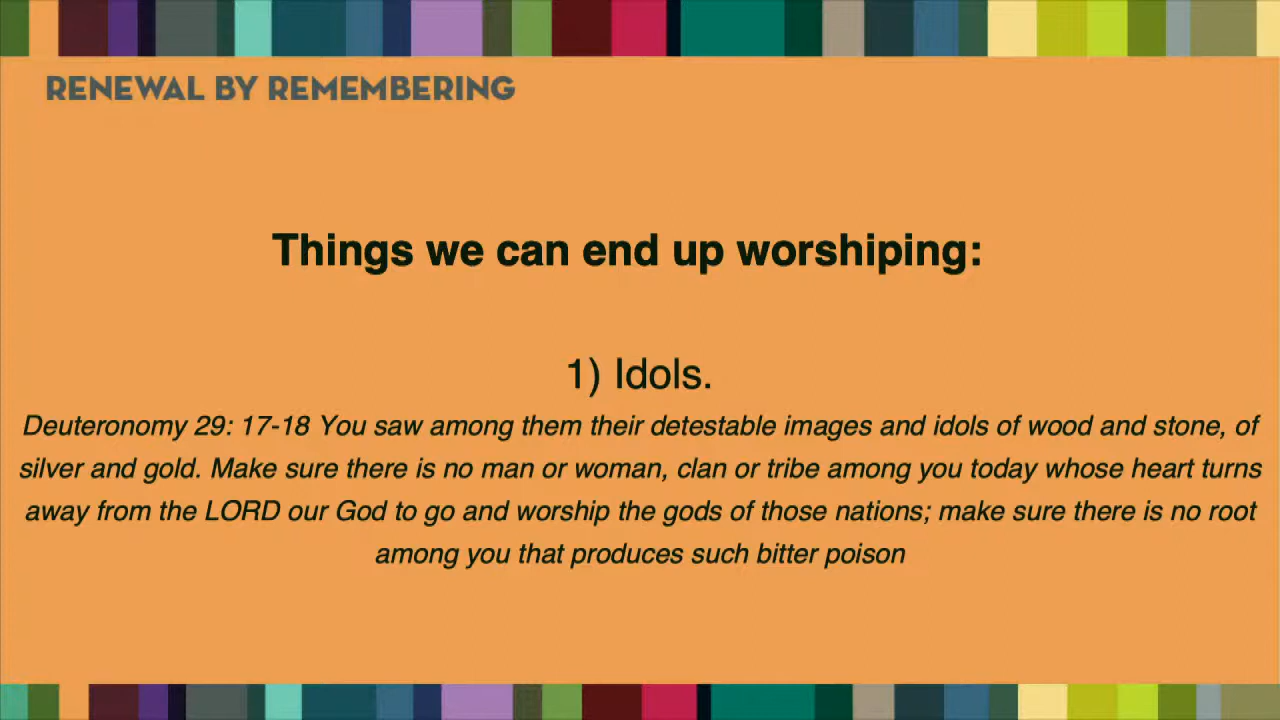 RENEWAL BY REMEMBERING
Things we can end up worshiping:
1) Idols.
Deuteronomy 29: 17-18 You saw among them their detestable images and idols of wood and stone, of
silver and gold. Make sure there is no man or woman, clan or tribe among you today whose heart turns
away from the LORD our God to go and worship the gods of those nations; make sure there is no root
among you that produces such bitter poison